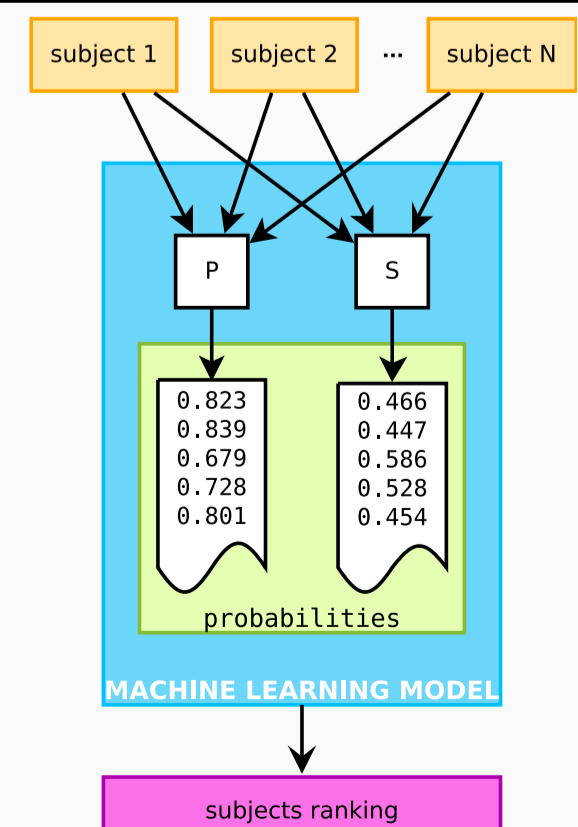 subject 1
subject 2
...
subject N
P
S
0.823
0.839
0.679
0.728
0.801
0.466
0.447
0.586
0.528
0.454
probabilities
MACHINE LEARNING MODEL
subjects ranking